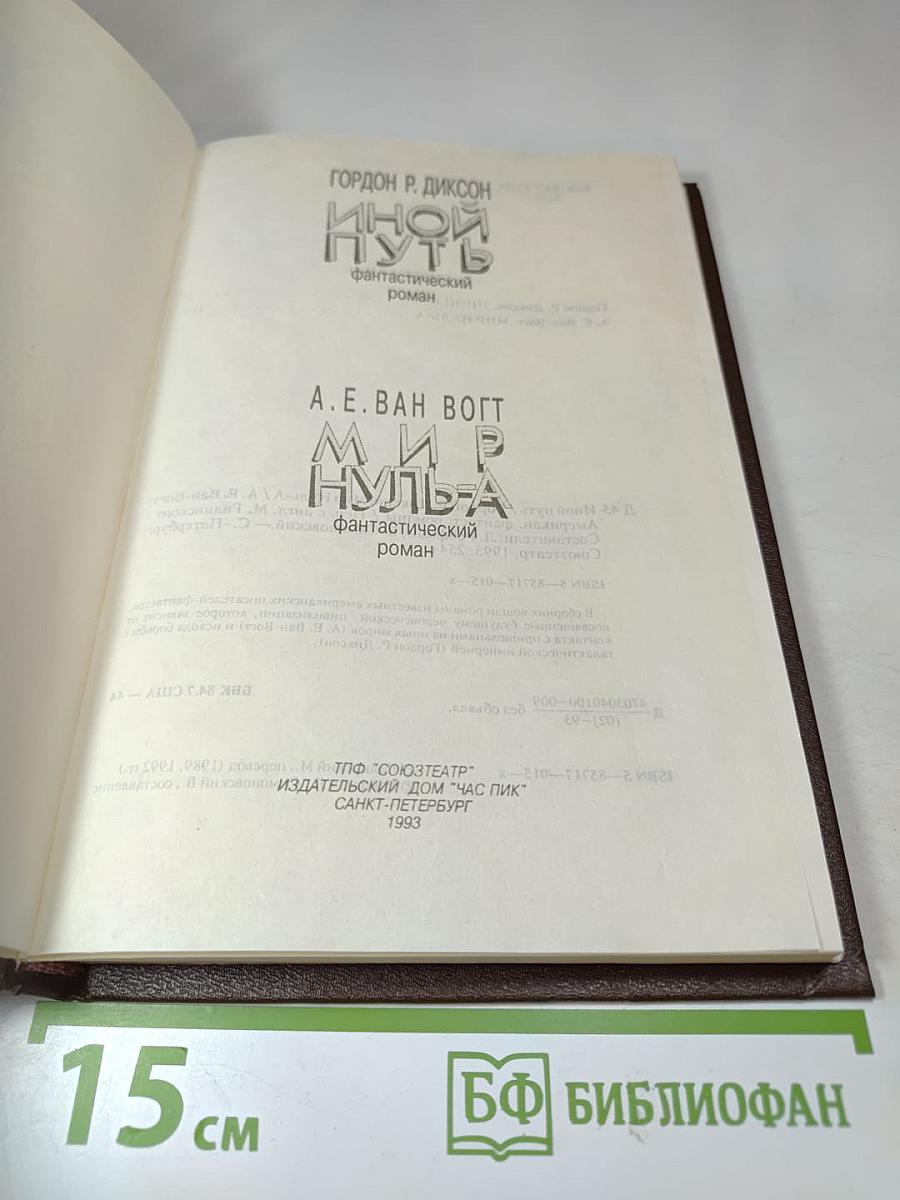 ГОРДОН Р. ДИКСОН
ИНОЙ
ПУТЬ
фантастический
роман
А. Е. ВАН ВОГТ
МИР
НУЛЬ-А
фантастический
роман
ТПФ "СОЮЗТЕАТР"
ИЗДАТЕЛЬСКИЙ ДОМ "ЧАС ПИК"
САНКТ-ПЕТЕРБУРГ
1993
15 см
БФ БИБЛИОФАН